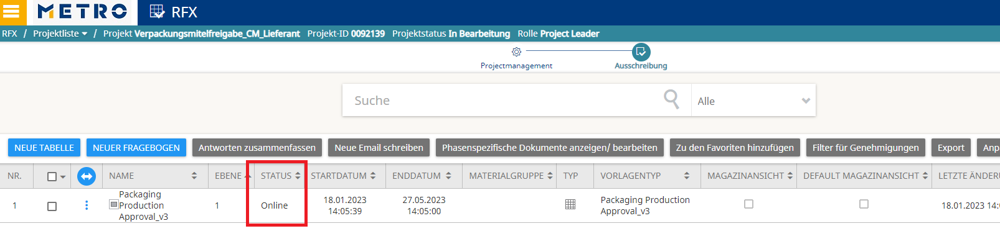 METRO RFX
RFX / Projektliste / Projekt Verpackungsmitelfreigabe_CM_Lieferant Projekt-ID 0092139 Projektstatus In Bearbeitung Rolle Project Leader
Projectmanagement Ausschreibung
Suche Alle
NEUE TABELLE NEUER FRAGEBOGEN Antworten zusammenfassen Neue Email schreiben Phasenspezifische Dokumente anzeigen/ bearbeiten Zu den Favoriten hinzufügen Filter für Genehmigungen Export Anp
NR. NAME EBENE STATUS STARTDATUM ENDDATUM MATERIALGRUPPE TYP VORLAGENTYP MAGAZINANSICHT DEFAULT MAGAZINANSICHT LETZTE ÄNDERU
1 Packaging Production Approval_v3 1 Online 18.01.2023 14:05:39 27.05.2023 14:05:00 Packaging Production Approval_v3 18.01.2023 14:0